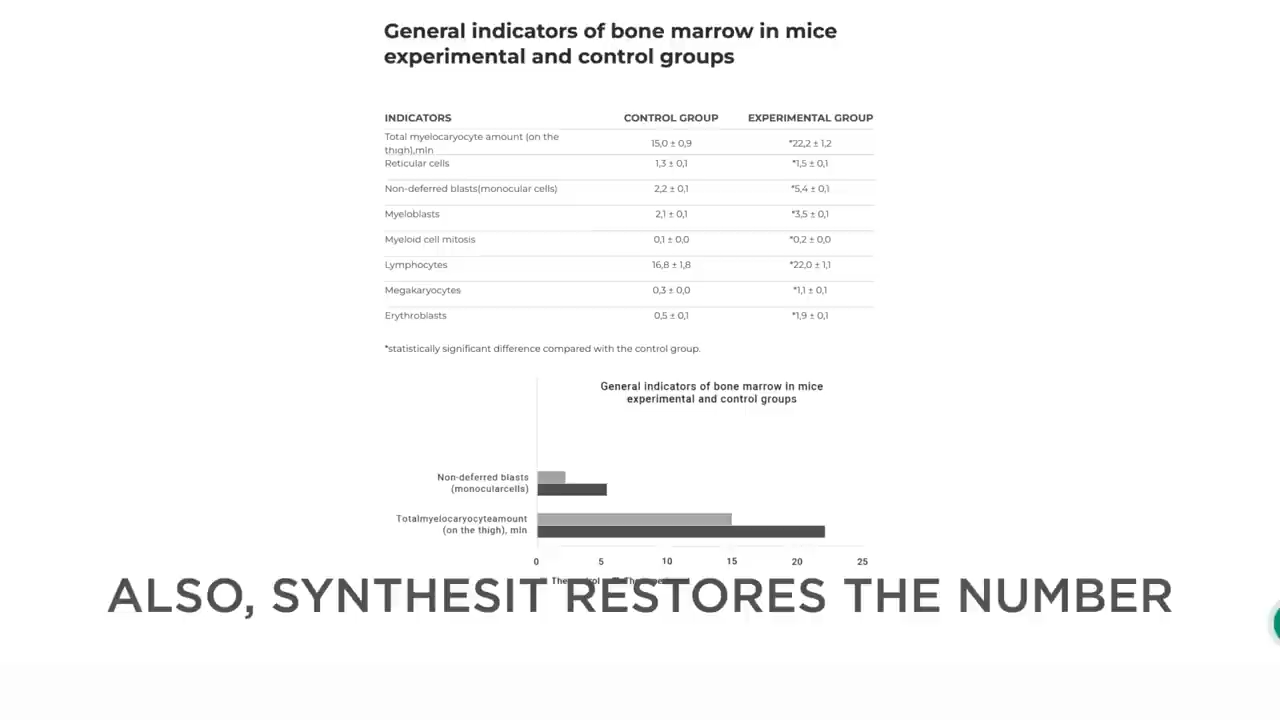 General indicators of bone marrow in mice
experimental and control groups
INDICATORS CONTROL GROUP EXPERIMENTAL GROUP
Total myelocaryocyte amount (on the
thigh),mln 15,0 ± 0,9 *22,2 ± 1,2
Reticular cells 1,3 ± 0,1 *1,5 ± 0,1
Non-deferred blasts(monocular cells) 2,2 ± 0,1 *5,4 ± 0,1
Myeloblasts 2,1 ± 0,1 *3,5 ± 0,1
Myeloid cell mitosis 0,1 ± 0,0 *0,2 ± 0,0
Lymphocytes 16,8 ± 1,8 *22,0 ± 1,1
Megakaryocytes 0,3 ± 0,0 *1,1 ± 0,1
Erythroblasts 0,5 ± 0,1 *1,9 ± 0,1
*statistically significant difference compared with the control group.
General indicators of bone marrow in mice
experimental and control groups
Non-deferred blasts
(monocularcells)
Totalmyelocaryocyteamount
(on the thigh), mln
0 5 10 15 20 25
ALSO, SYNTHESIT RESTORES THE NUMBER